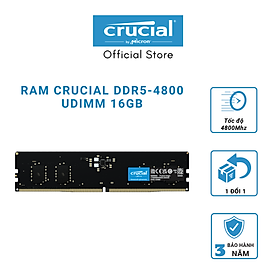 crucial
by Micron
Official Store
RAM CRUCIAL DDR5-4800
UDIMM 16GB
Tốc độ
4800Mhz
1 ĐỔI 1
crucial
3 BẢO HÀNH
NĂM